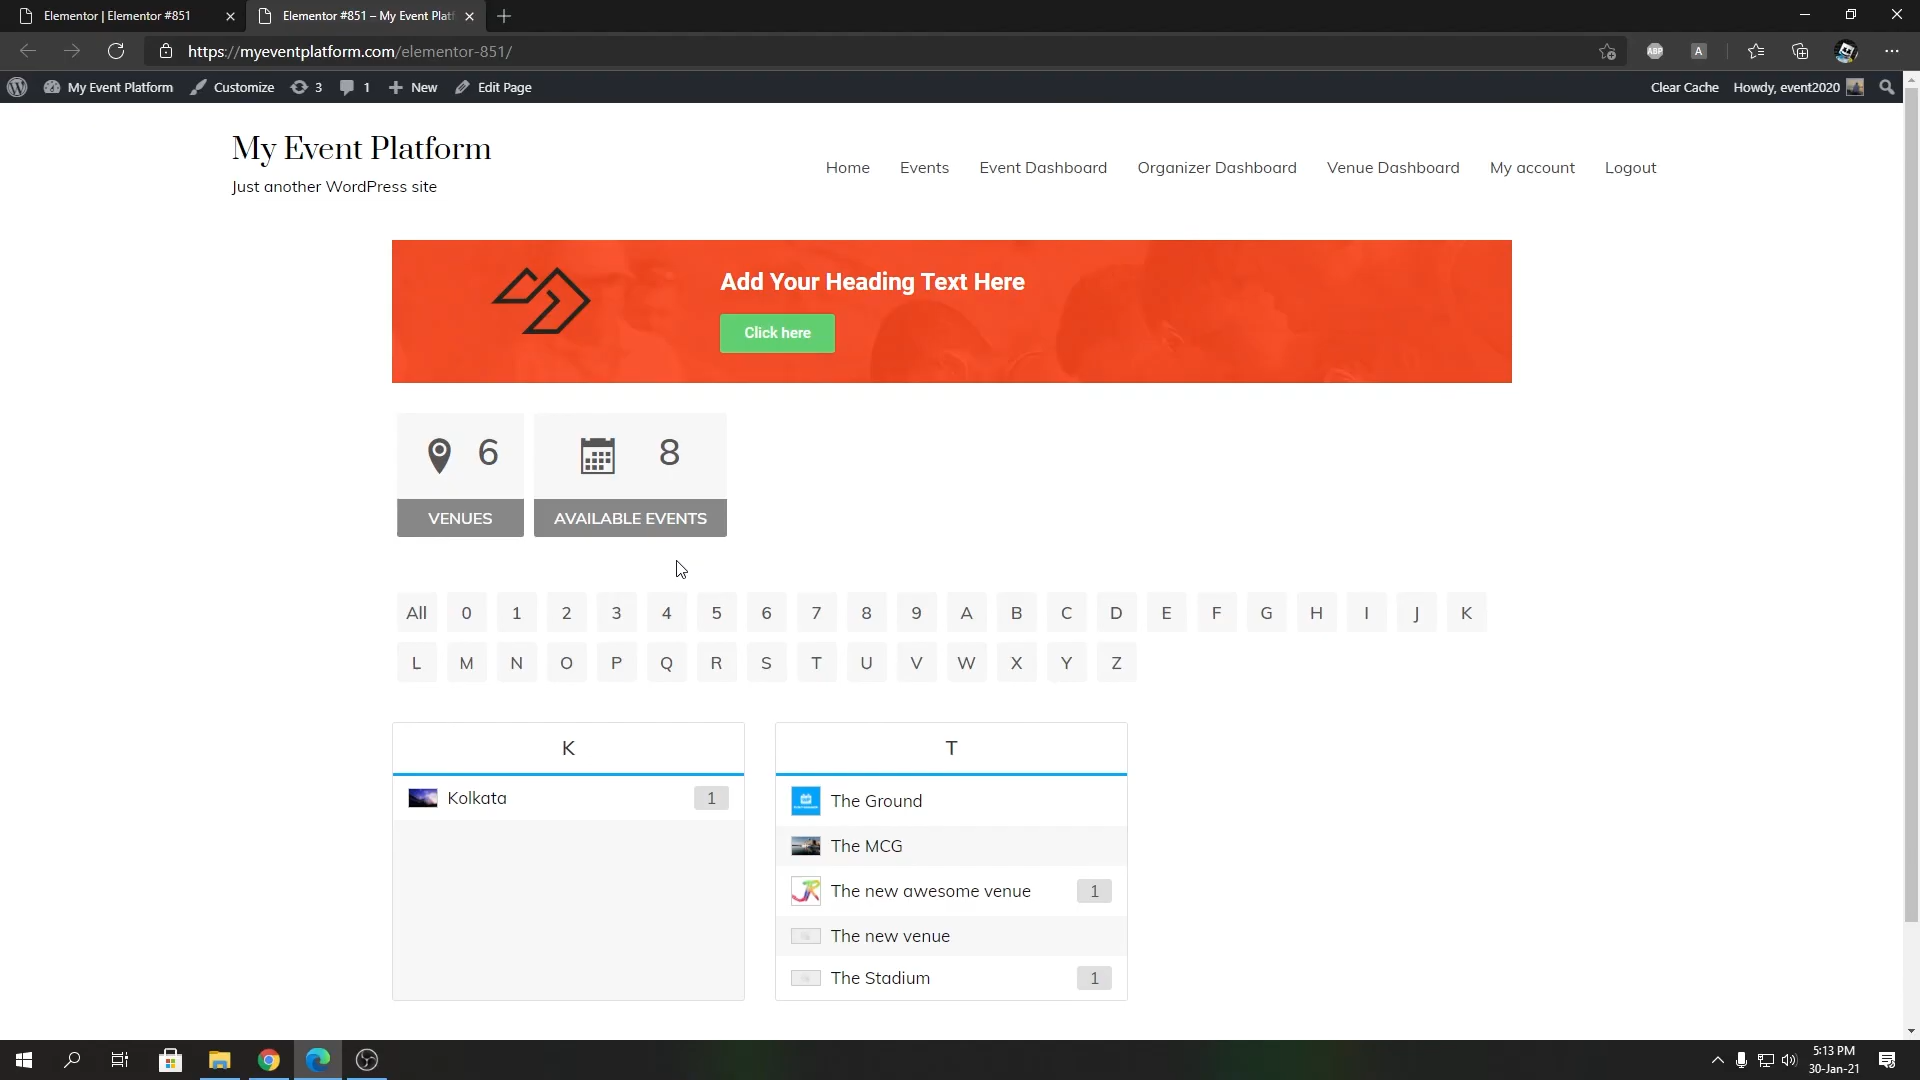 Elementor | Elementor #851
Elementor #851 – My Event Platf
https://myeventplatform.com/elementor-851/
ABP
A
My Event Platform
Customize
3
1
New
Edit Page
Clear Cache
Howdy, event2020
My Event Platform
Just another WordPress site
Home
Events
Event Dashboard
Organizer Dashboard
Venue Dashboard
My account
Logout
Add Your Heading Text Here
Click here
6
VENUES
8
AVAILABLE EVENTS
All 0 1 2 3 4 5 6 7 8 9 A B C D E F G H I J K
L M N O P Q R S T U V W X Y Z
K
Kolkata 1
T
The Ground
The MCG
The new awesome venue 1
The new venue
The Stadium 1
5:13 PM
30-Jan-21